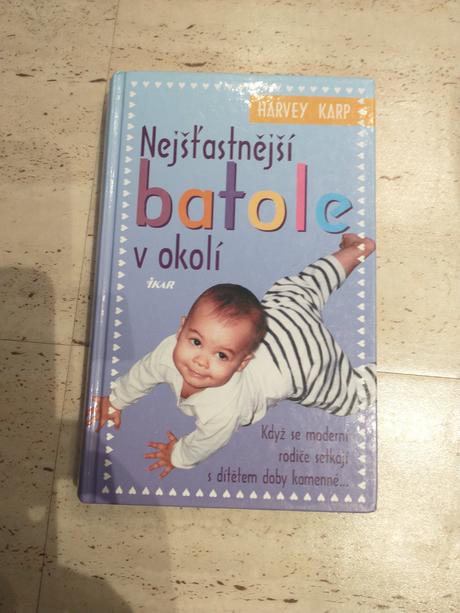 HARVEY KARP
Nejšťastnější
batole
v okolí
IKAR
Když se moderní
rodiče setkají
s dítětem doby kamenné...